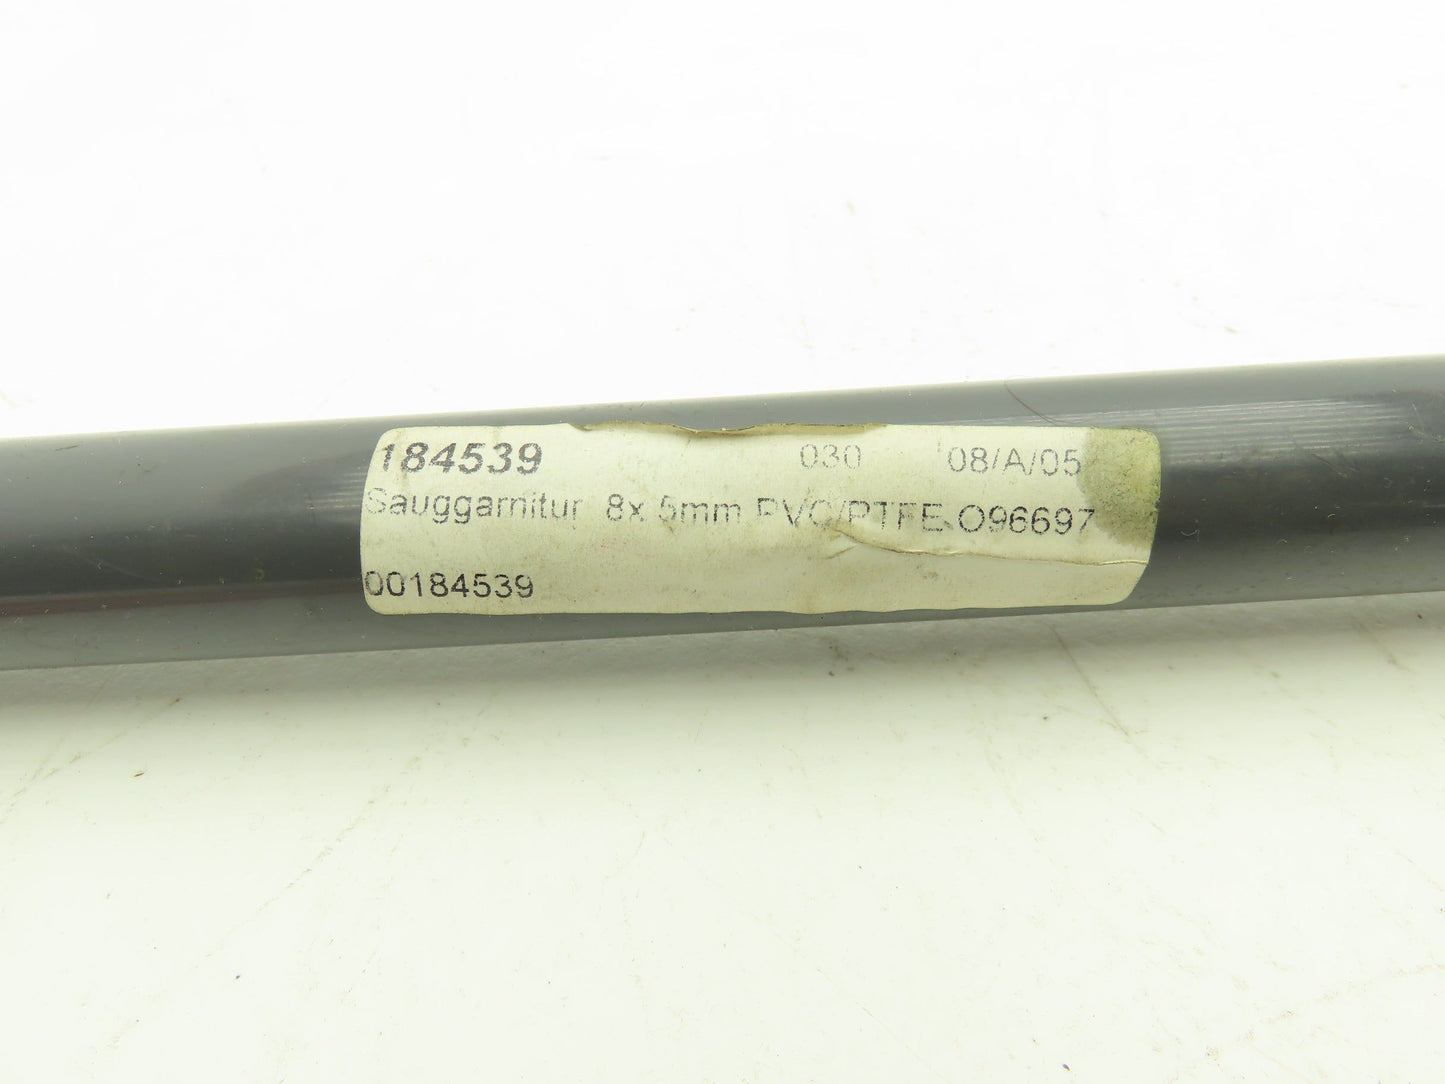 184539 030 08/A/05
Sauggarnitur 8x 5mm PVC/PTFE O96697
00184539